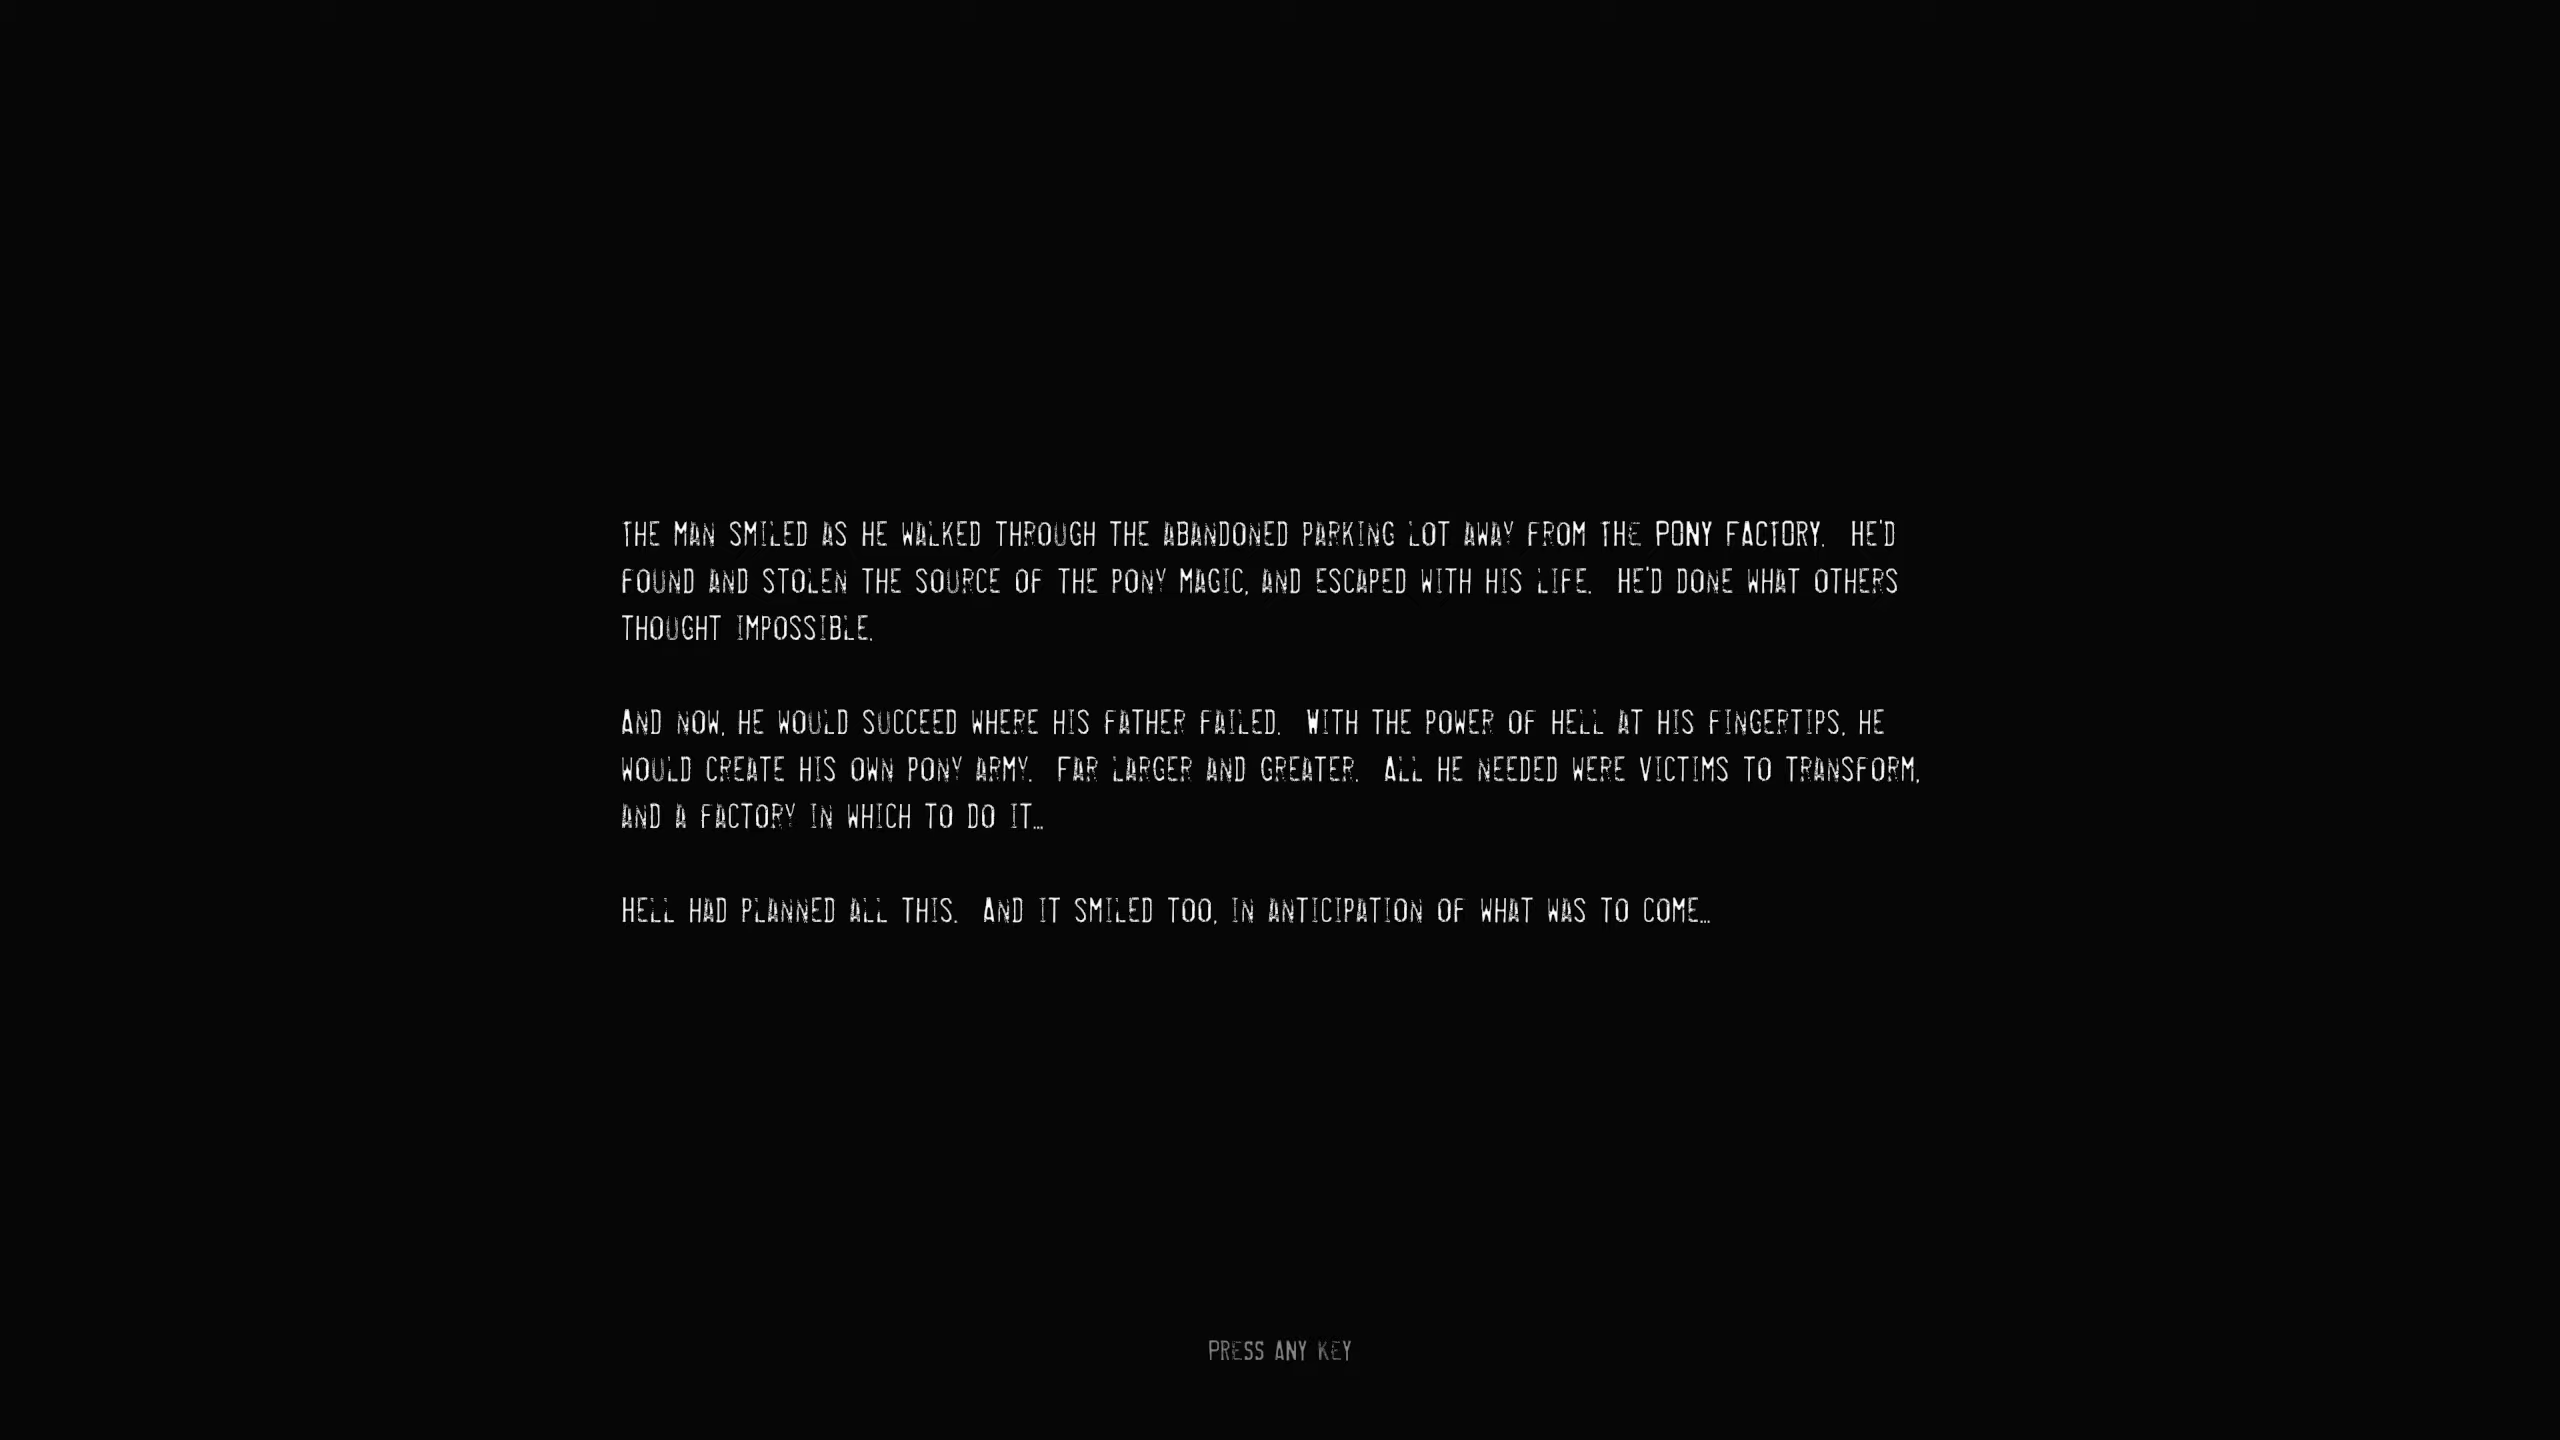 THE MAN SMILED AS HE WALKED THROUGH THE ABANDONED PARKING LOT AWAY FROM THE PONY FACTORY. HE'D
FOUND AND STOLEN THE SOURCE OF THE PONY MAGIC, AND ESCAPED WITH HIS LIFE. HE'D DONE WHAT OTHERS
THOUGHT IMPOSSIBLE.
AND NOW, HE WOULD SUCCEED WHERE HIS FATHER FAILED. WITH THE POWER OF HELL AT HIS FINGERTIPS, HE
WOULD CREATE HIS OWN PONY ARMY. FAR LARGER AND GREATER. ALL HE NEEDED WERE VICTIMS TO TRANSFORM,
AND A FACTORY IN WHICH TO DO IT...
HELL HAD PLANNED ALL THIS. AND IT SMILED TOO, IN ANTICIPATION OF WHAT WAS TO COME...
PRESS ANY KEY